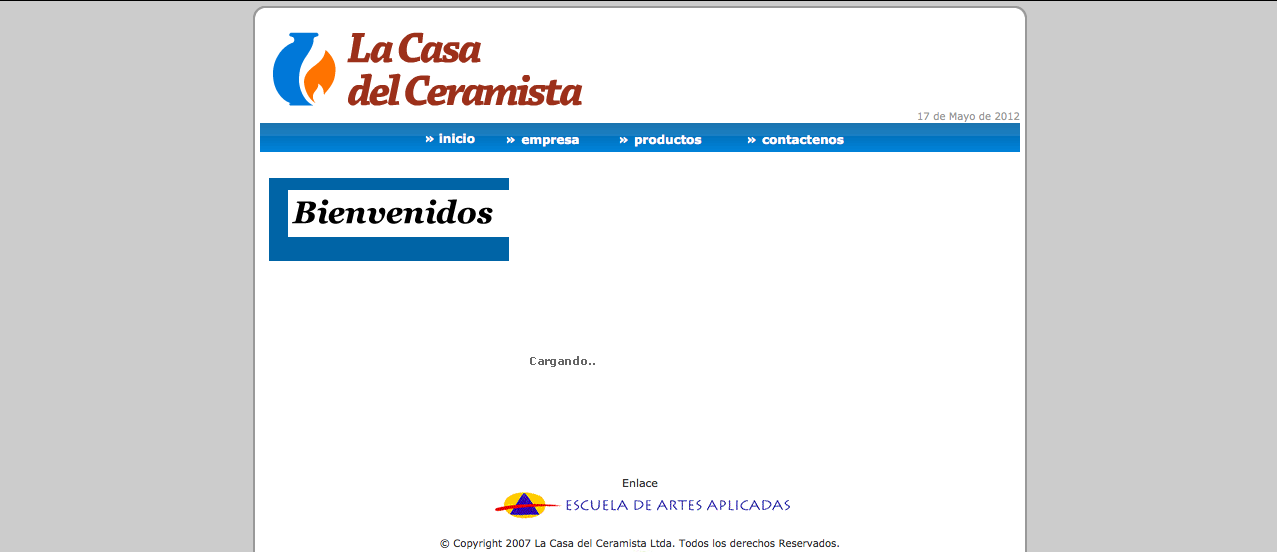 La Casa
del Ceramista
17 de Mayo de 2012
» inicio » empresa » productos » contactenos
Bienvenidos
Cargando..
Enlace
ESCUELA DE ARTES APLICADAS
© Copyright 2007 La Casa del Ceramista Ltda. Todos los derechos Reservados.